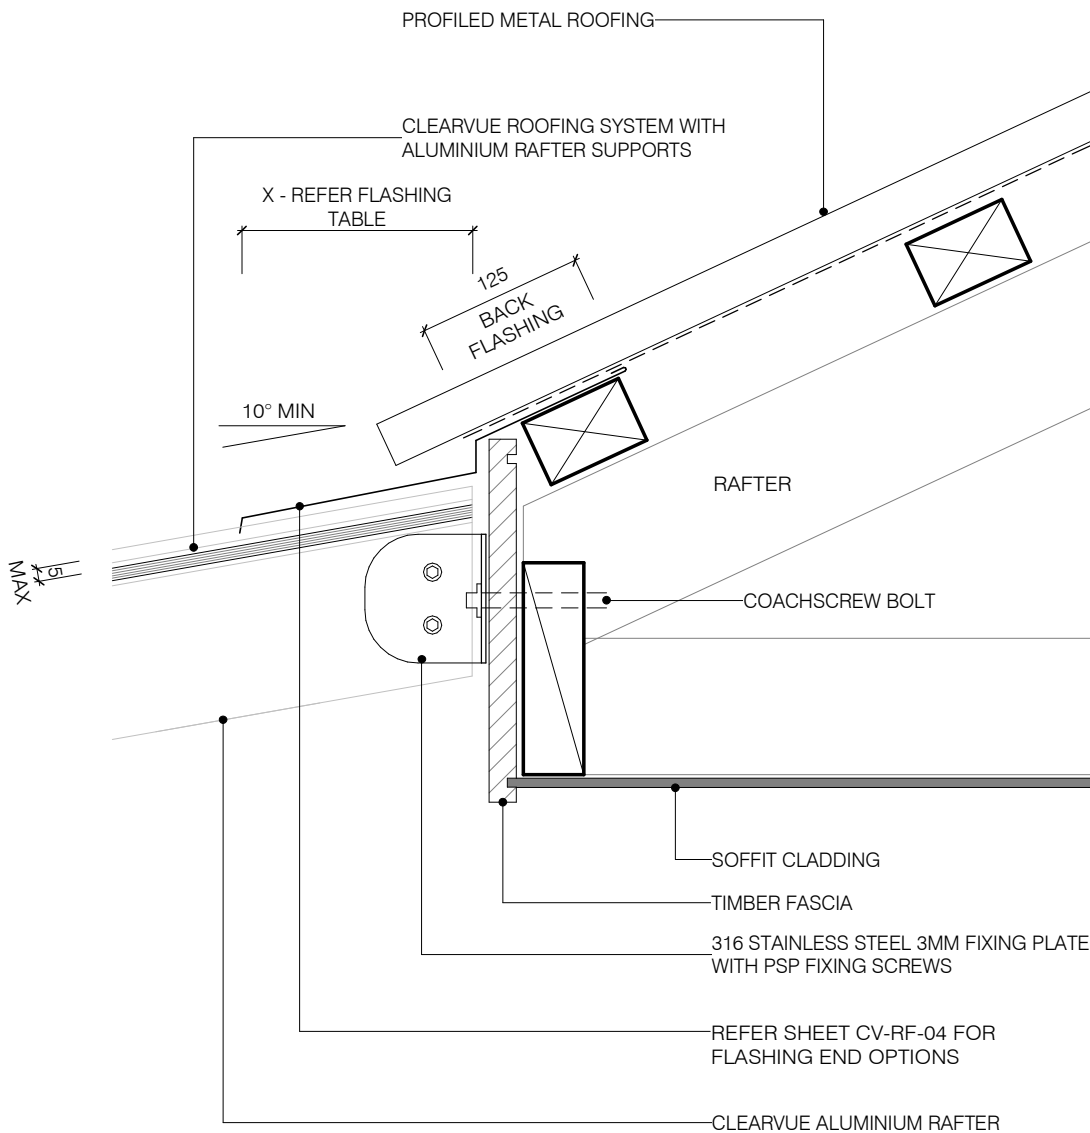 PROFILED METAL ROOFING
CLEARVUE ROOFING SYSTEM WITH
ALUMINIUM RAFTER SUPPORTS
X - REFER FLASHING
TABLE
125
BACK
FLASHING
10° MIN
RAFTER
5
MAX
COACHSCREW BOLT
SOFFIT CLADDING
TIMBER FASCIA
316 STAINLESS STEEL 3MM FIXING PLATE
WITH PSP FIXING SCREWS
REFER SHEET CV-RF-04 FOR
FLASHING END OPTIONS
CLEARVUE ALUMINIUM RAFTER